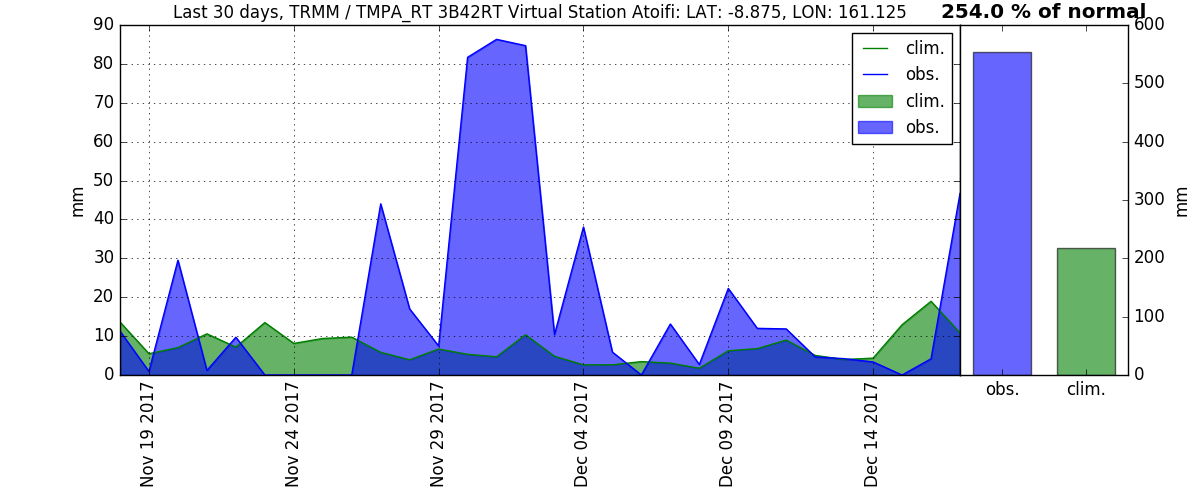 Last 30 days, TRMM / TMPA_RT 3B42RT Virtual Station Atoifi: LAT: -8.875, LON: 161.125
254.0 % of normal
90
80
70
60
50
40
30
20
10
0
mm
clim.
obs.
clim.
obs.
Nov 19 2017
Nov 24 2017
Nov 29 2017
Dec 04 2017
Dec 09 2017
Dec 14 2017
600
500
400
300
200
100
0
mm
obs.
clim.